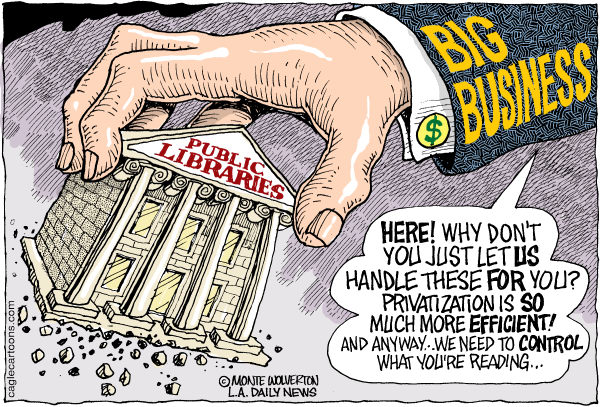 BIG
BUSINESS
$
PUBLIC
LIBRARIES
HERE! WHY DON'T
YOU JUST LET US
HANDLE THESE FOR YOU?
PRIVATIZATION IS SO
MUCH MORE EFFICIENT!
AND ANYWAY...WE NEED TO CONTROL
WHAT YOU'RE READING...
© MONTE WOLVERTON
L.A. DAILY NEWS
caglecartoons.com